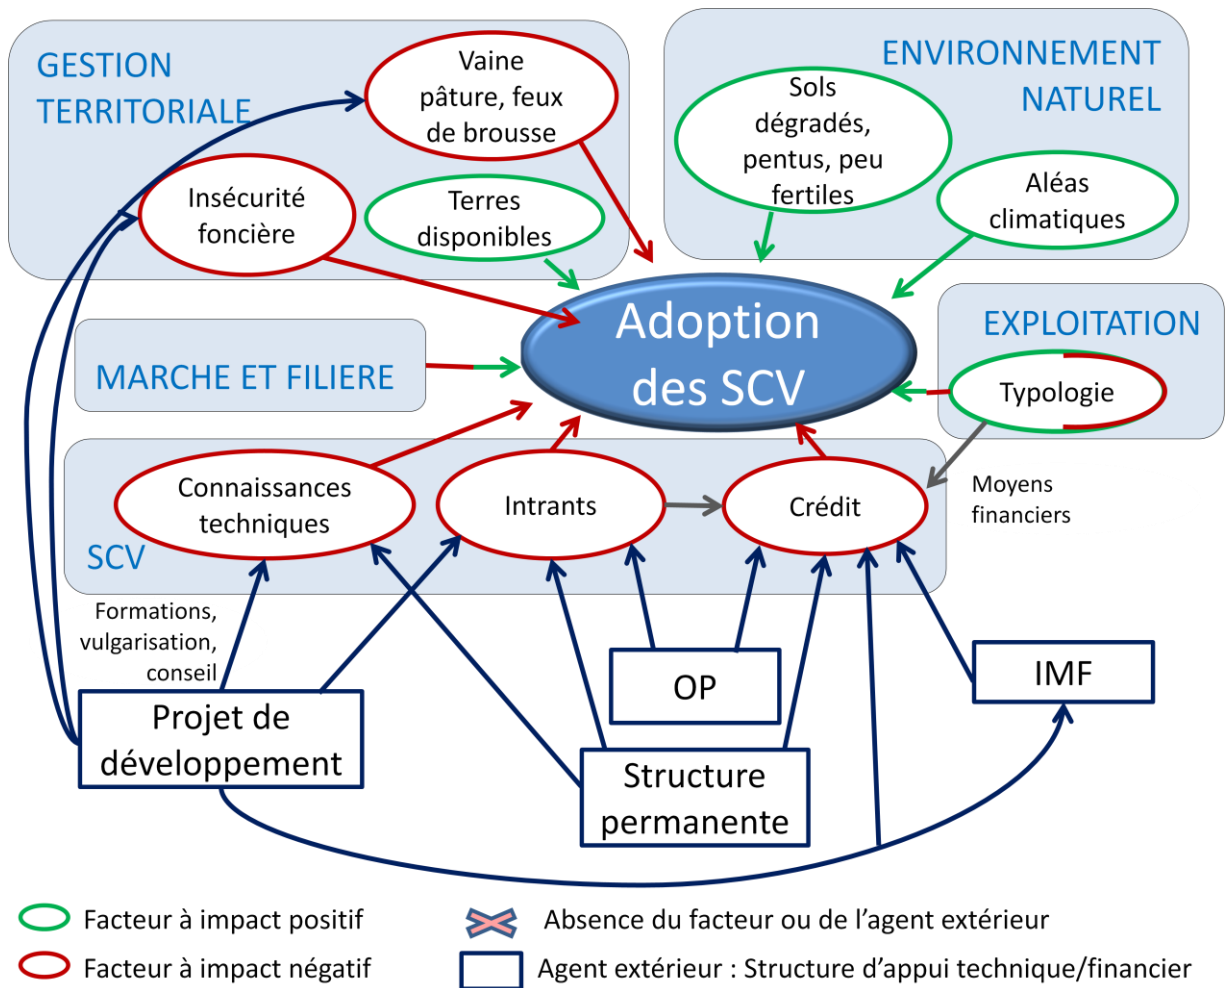 GESTION
TERRITORIALE
Vaine
pâture, feux
de brousse
Insécurité
foncière
Terres
disponibles
ENVIRONNEMENT
NATUREL
Sols
dégradés,
pentus, peu
fertiles
Aléas
climatiques
Adoption
des SCV
MARCHE ET FILIERE
EXPLOITATION
Typologie
Moyens
financiers
Connaissances
techniques
Intrants
Crédit
SCV
Formations,
vulgarisation,
conseil
Projet de
développement
OP
Structure
permanente
IMF
Facteur à impact positif
Absence du facteur ou de l’agent extérieur
Facteur à impact négatif
Agent extérieur : Structure d’appui technique/financier